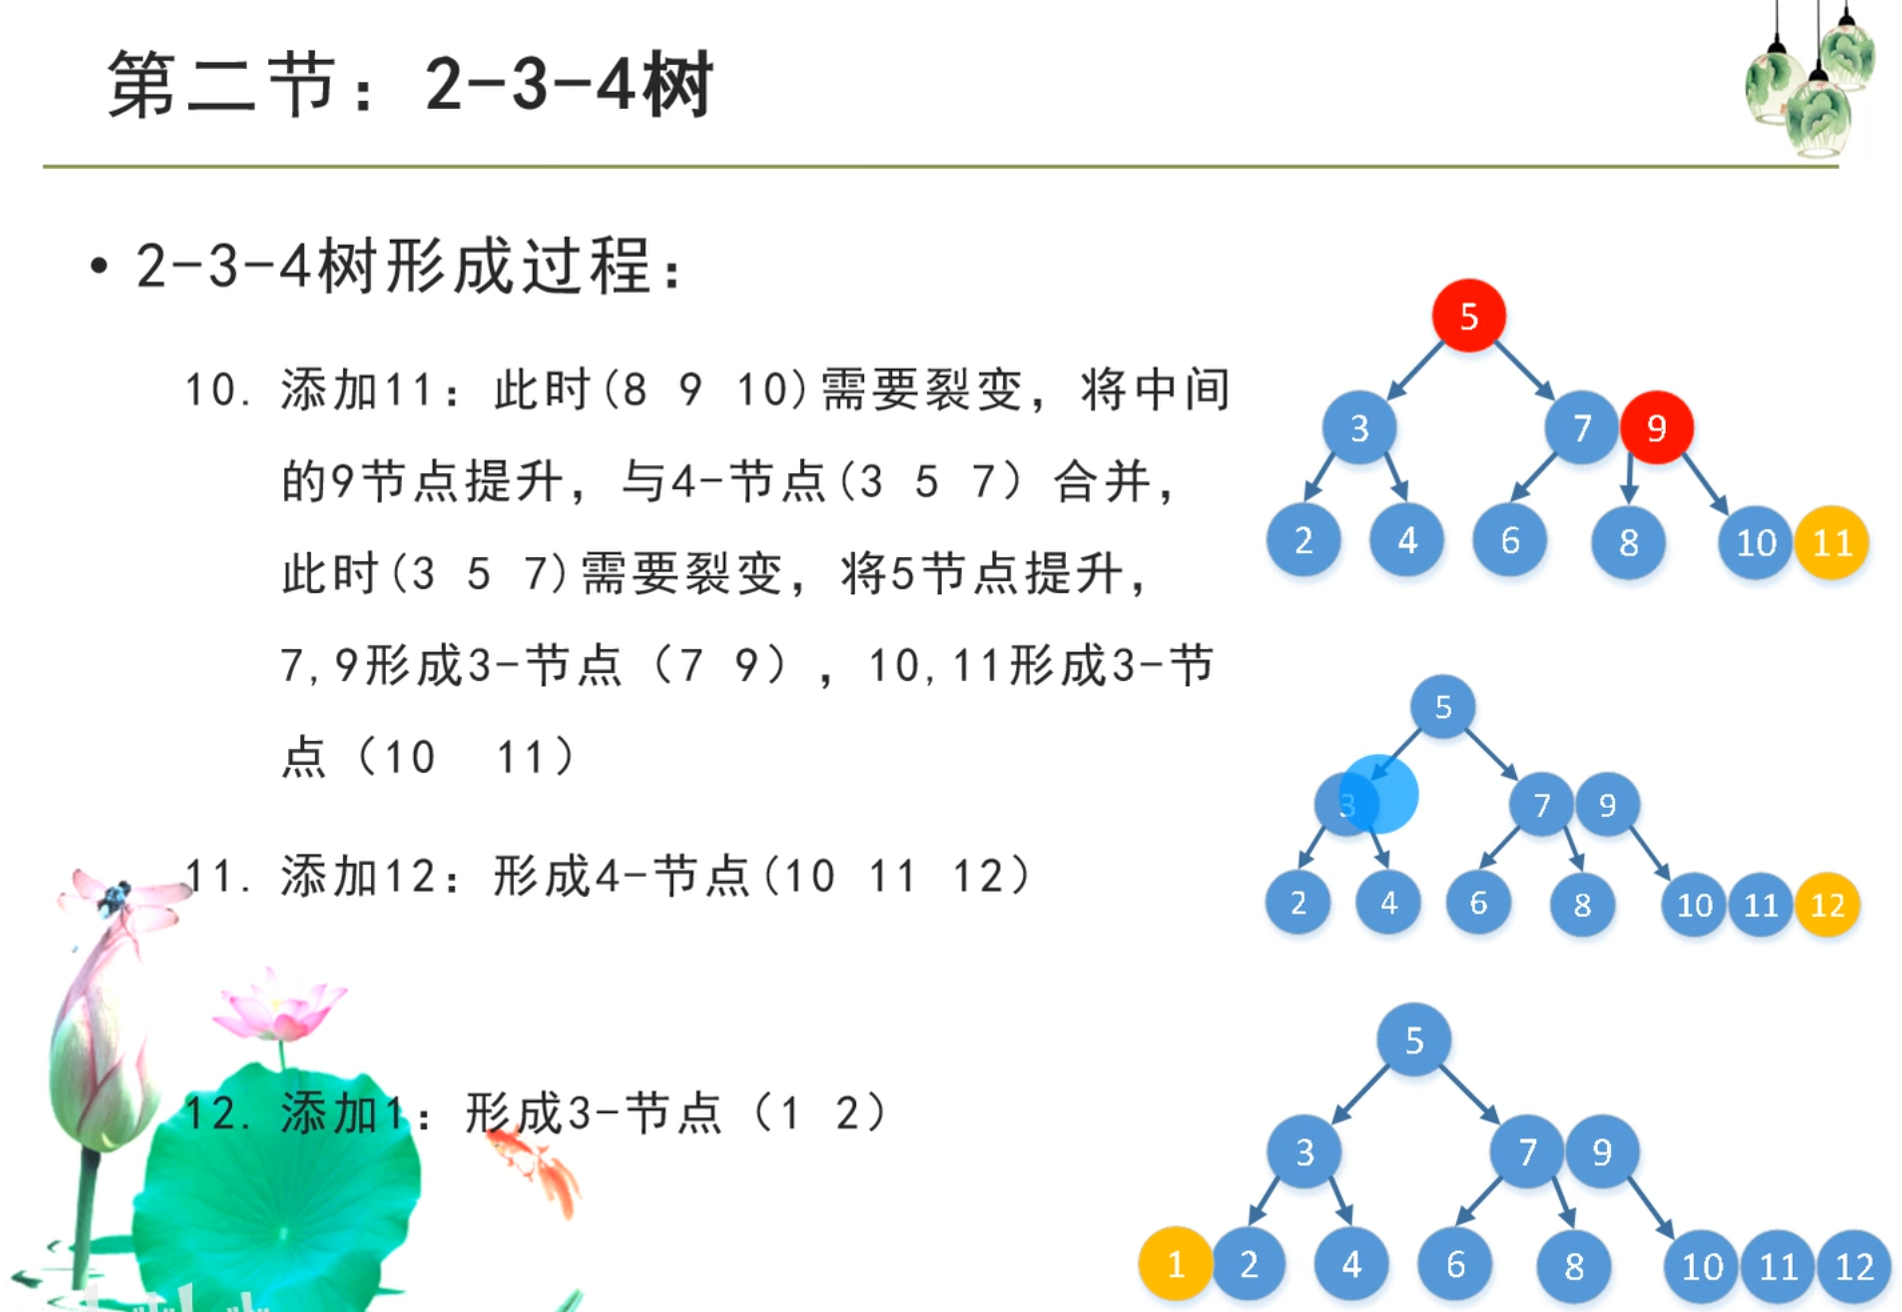 第二节：2-3-4树
• 2-3-4树形成过程：
10. 添加11：此时(8 9 10)需要裂变，将中间
的9节点提升，与4-节点(3 5 7）合并，
此时(3 5 7)需要裂变，将5节点提升，
7,9形成3-节点（7 9），10,11形成3-节
点（10 11）
5
3 7 9
2 4 6 8 10 11
11. 添加12：形成4-节点(10 11 12）
5
3 7 9
2 4 6 8 10 11 12
12. 添加1：形成3-节点（1 2）
5
3 7 9
1 2 4 6 8 10 11 12